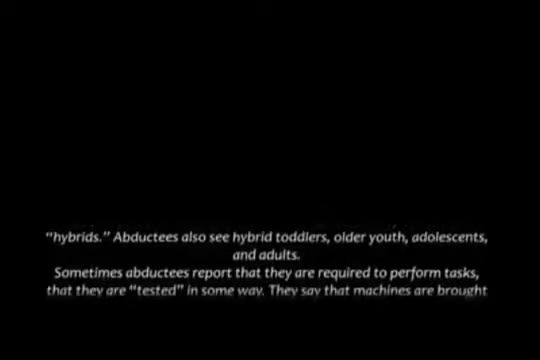 “hybrids.” Abductees also see hybrid toddlers, older youth, adolescents,
and adults.
Sometimes abductees report that they are required to perform tasks,
that they are “tested” in some way. They say that machines are brought